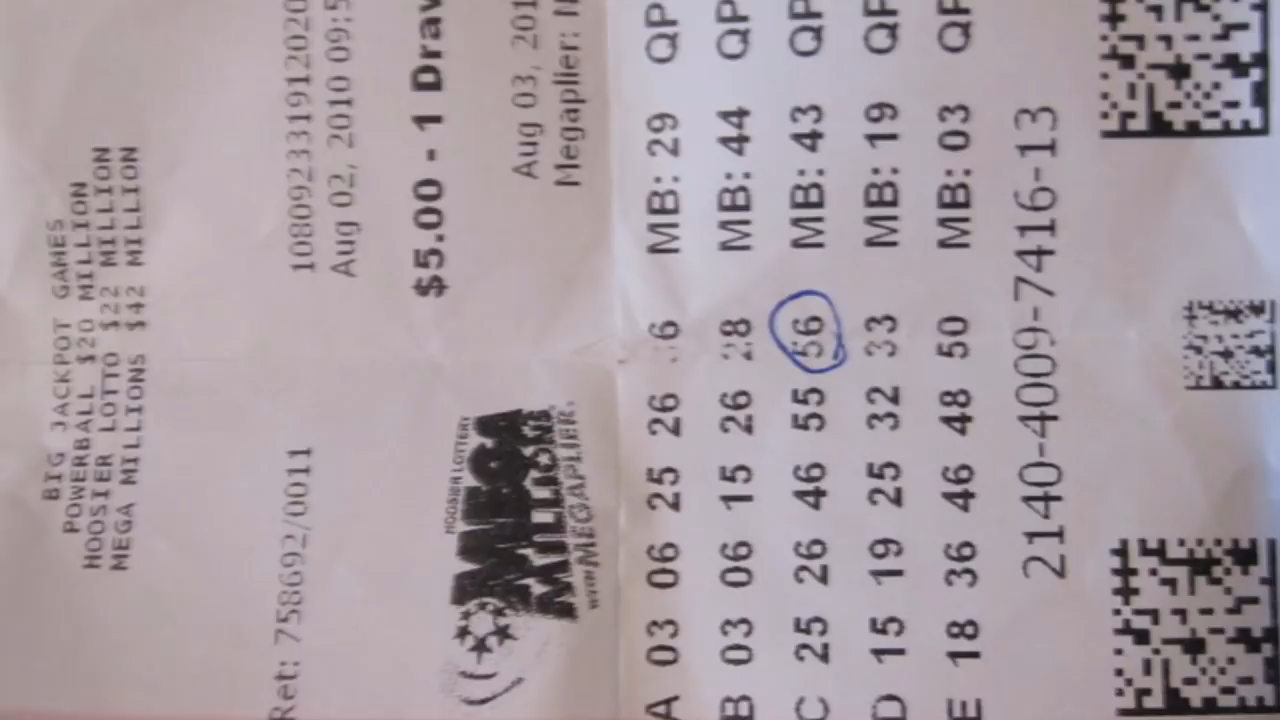 BIG JACKPOT GAMES
POWERBALL $20 MILLION
HOOSIER LOTTO $22 MILLION
MEGA MILLIONS $42 MILLION
Ret: 758692/0011 108092331912020
Aug 02, 2010 09:5
$5.00 - 1 Draw
HOOSIER LOTTERY
MEGA
MILLIONS
WITH MEGAPLIER.
Aug 03, 201
Megaplier: N
A 03 06 25 26 6 MB: 29 QP
B 03 06 15 26 28 MB: 44 QP
C 25 26 46 55 56 MB: 43 QP
D 15 19 25 32 33 MB: 19 QP
E 18 36 46 48 50 MB: 03 QP
2140-4009-7416-13